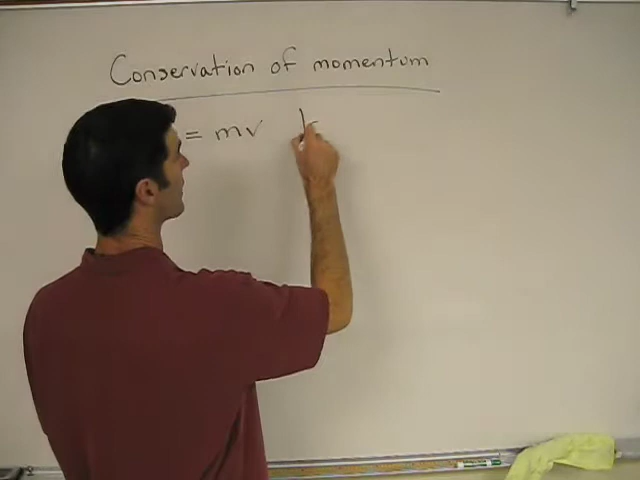 Conservation of momentum
= mv